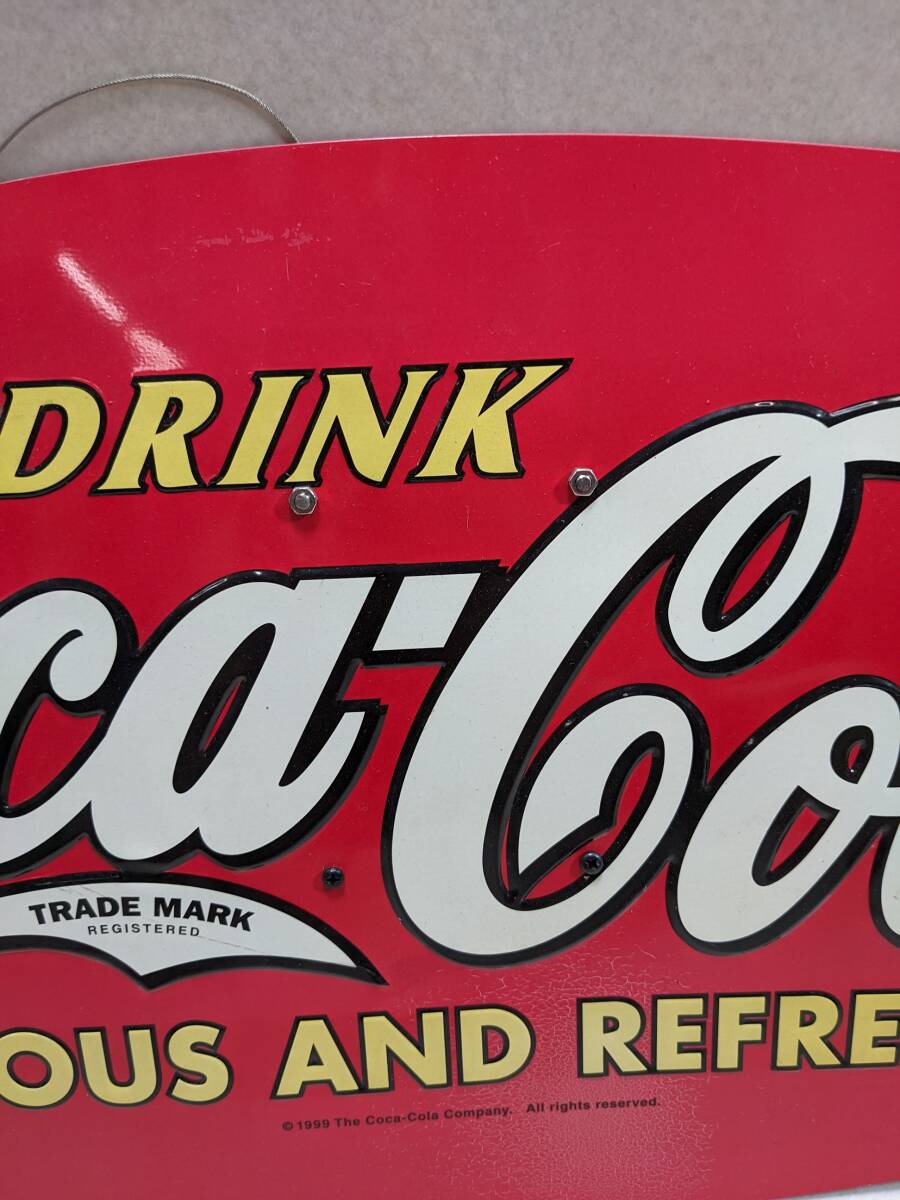 DRINK
ca-Co
TRADE MARK
REGISTERED
OUS AND REFRE
© 1999 The Coca-Cola Company. All rights reserved.